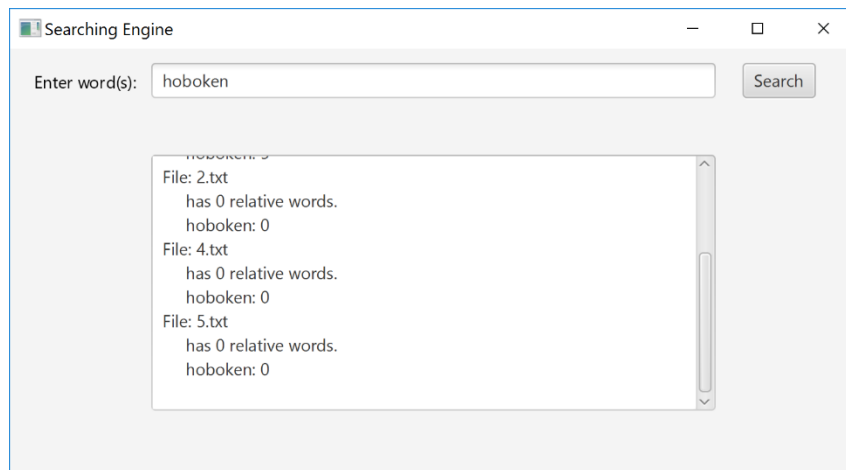 Searching Engine
Enter word(s): hoboken Search
File: 2.txt
has 0 relative words.
hoboken: 0
File: 4.txt
has 0 relative words.
hoboken: 0
File: 5.txt
has 0 relative words.
hoboken: 0